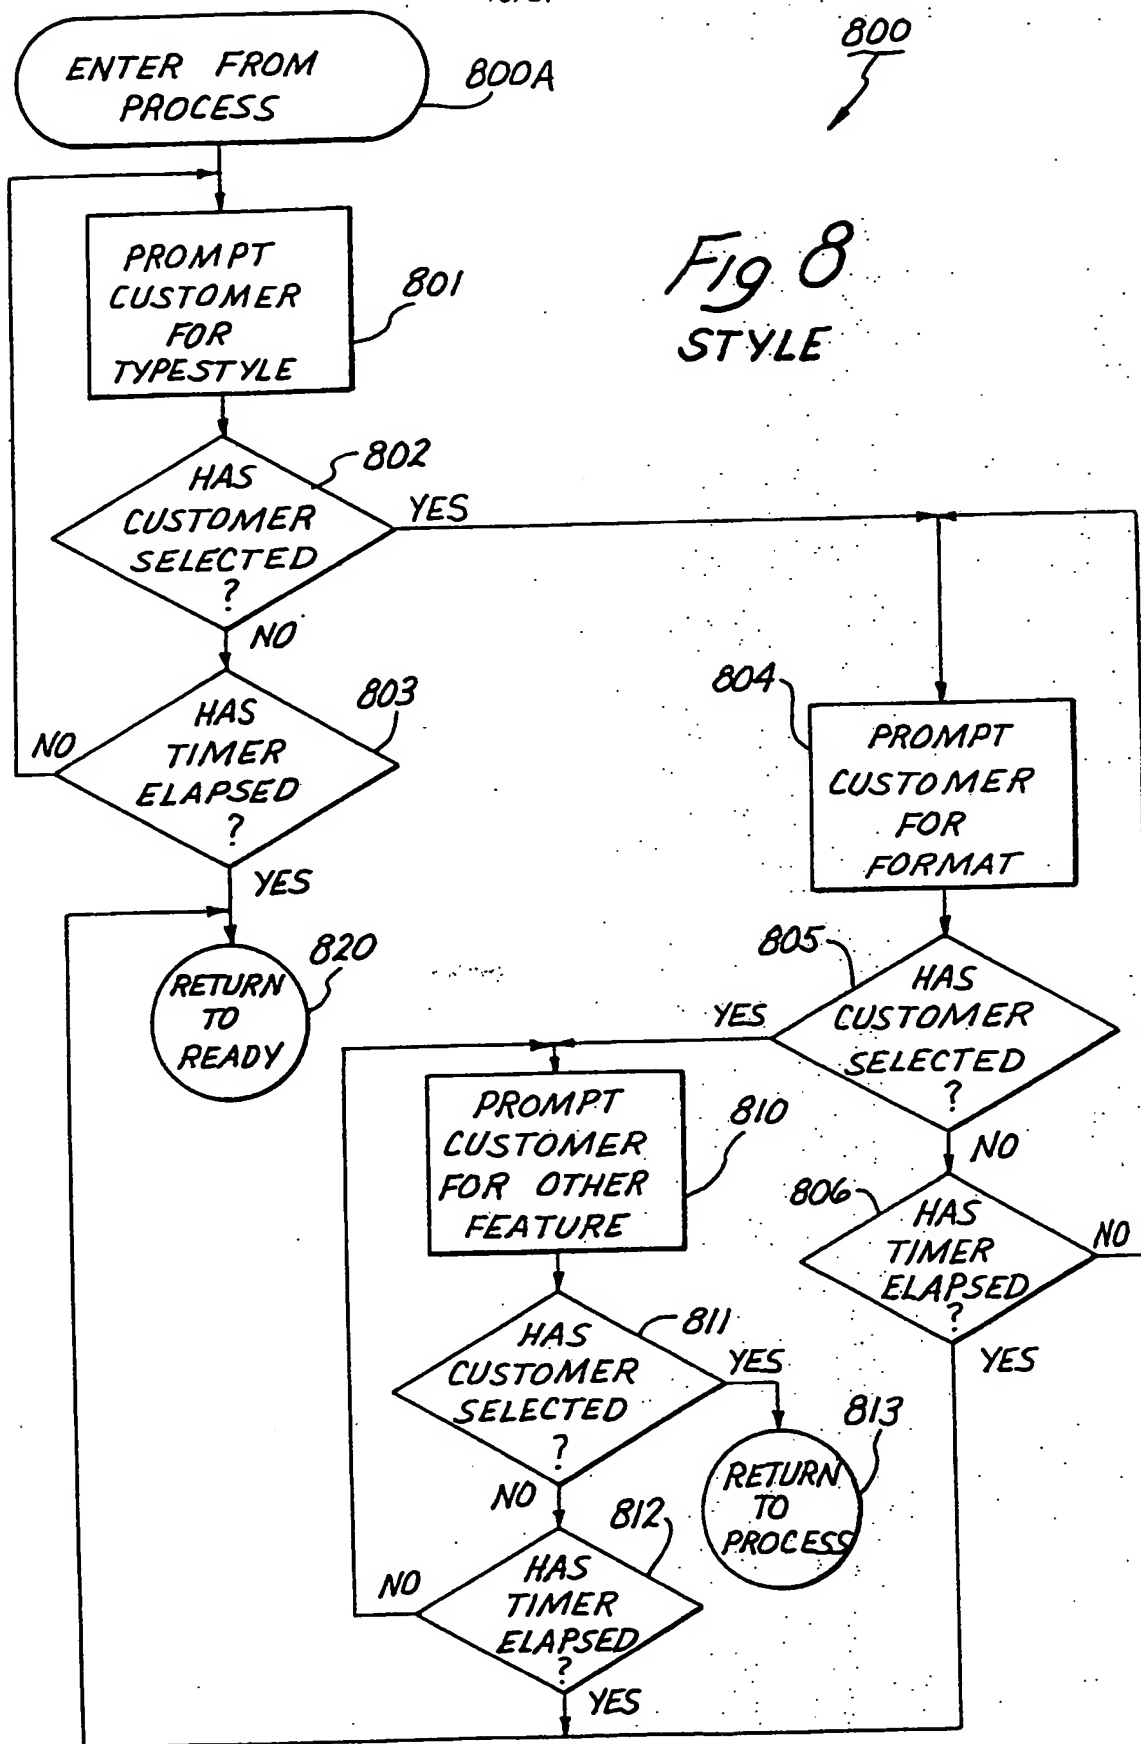 800
ENTER FROM
PROCESS
800A
Fig 8
STYLE
PROMPT
CUSTOMER
FOR
TYPESTYLE
801
HAS
CUSTOMER
SELECTED
?
802
YES
NO
HAS
TIMER
ELAPSED
?
803
NO
YES
RETURN
TO
READY
820
804
PROMPT
CUSTOMER
FOR
FORMAT
805
HAS
CUSTOMER
SELECTED
?
YES
NO
806
HAS
TIMER
ELAPSED
?
NO
YES
PROMPT
CUSTOMER
FOR OTHER
FEATURE
810
HAS
CUSTOMER
SELECTED
?
811
YES
NO
RETURN
TO
PROCESS
813
812
HAS
TIMER
ELAPSED
?
NO
YES